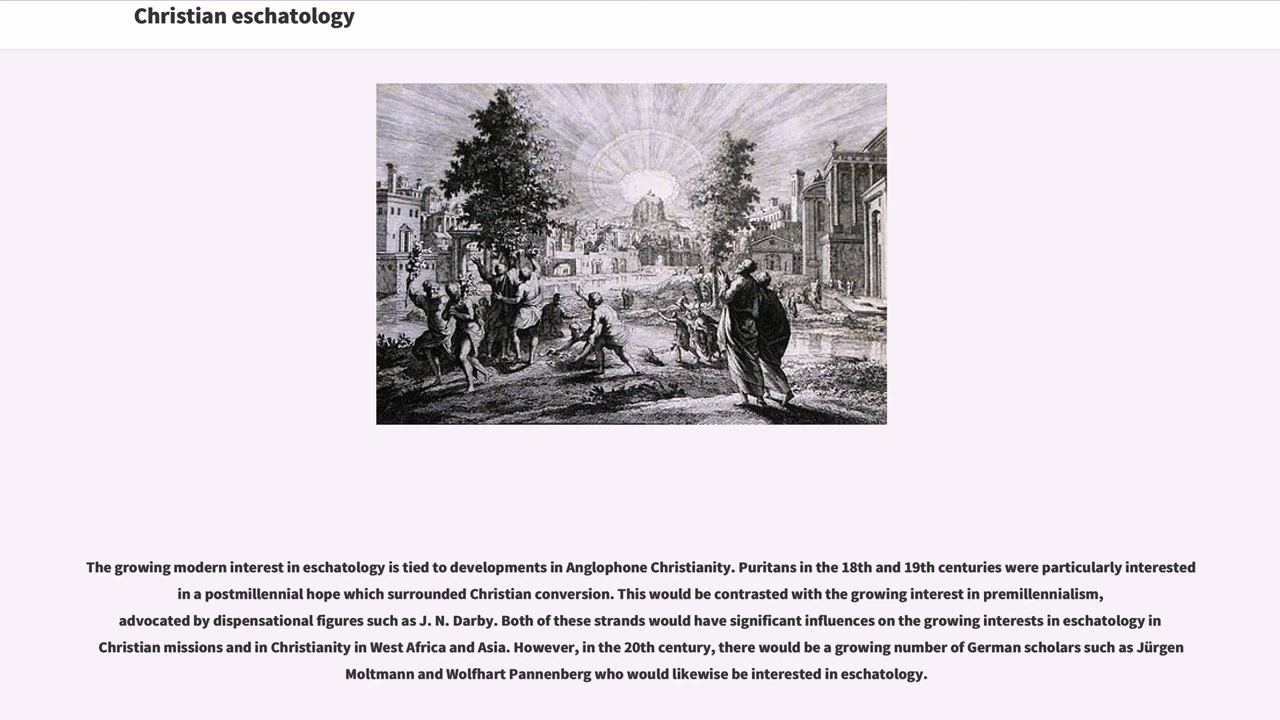 Christian eschatology
The growing modern interest in eschatology is tied to developments in Anglophone Christianity. Puritans in the 18th and 19th centuries were particularly interested
in a postmillennial hope which surrounded Christian conversion. This would be contrasted with the growing interest in premillennialism,
advocated by dispensational figures such as J. N. Darby. Both of these strands would have significant influences on the growing interests in eschatology in
Christian missions and in Christianity in West Africa and Asia. However, in the 20th century, there would be a growing number of German scholars such as Jürgen
Moltmann and Wolfhart Pannenberg who would likewise be interested in eschatology.